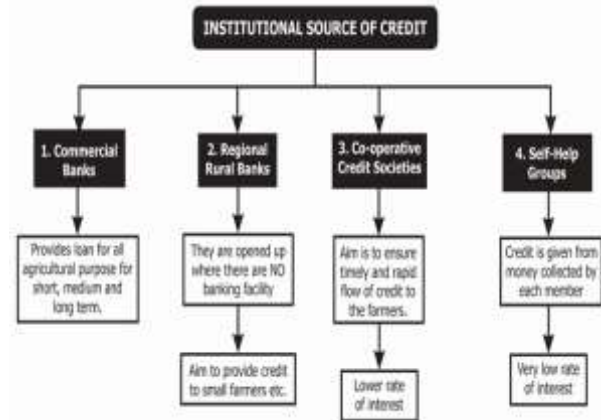 INSTITUTIONAL SOURCE OF CREDIT
1. Commercial
Banks
2. Regional
Rural Banks
3. Co-operative
Credit Societies
4. Self-Help
Groups
Provides loan for all
agricultural purpose for
short, medium and
long term.
They are opened up
where there are NO
banking facility
Aim is to ensure
timely and rapid
flow of credit to
the farmers.
Credit is given from
money collected by
each member
Aim to provide credit
to small farmers etc.
Lower rate
of interest
Very low rate
of interest